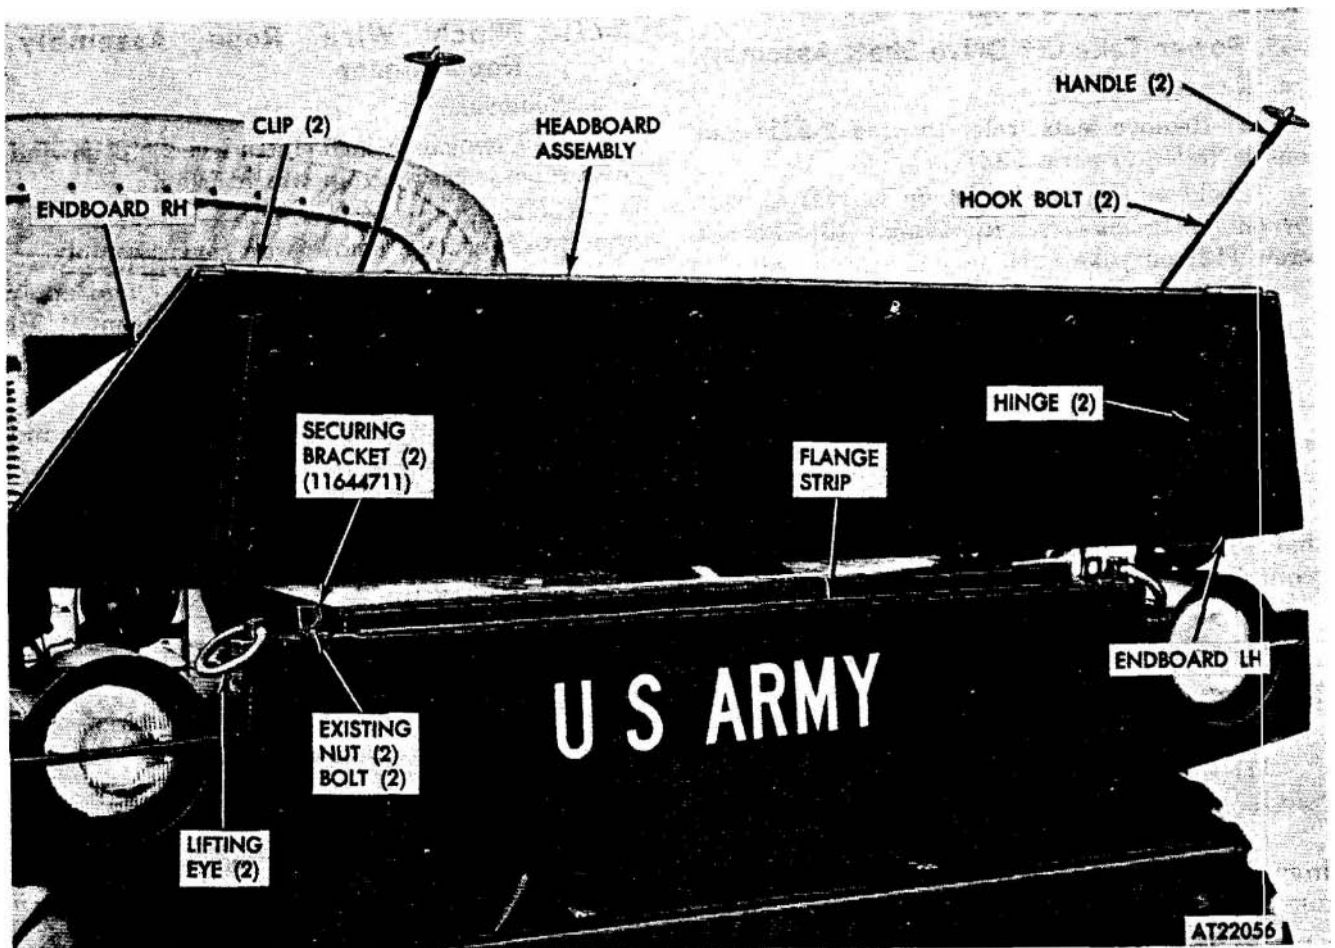 HANDLE (2)
CLIP (2)
HEADBOARD
ASSEMBLY
ENDBOARD RH
HOOK BOLT (2)
HINGE (2)
SECURING
BRACKET (2)
(11644711)
FLANGE
STRIP
ENDBOARD LH
U S ARMY
EXISTING
NUT (2)
BOLT (2)
LIFTING
EYE (2)
AT22056